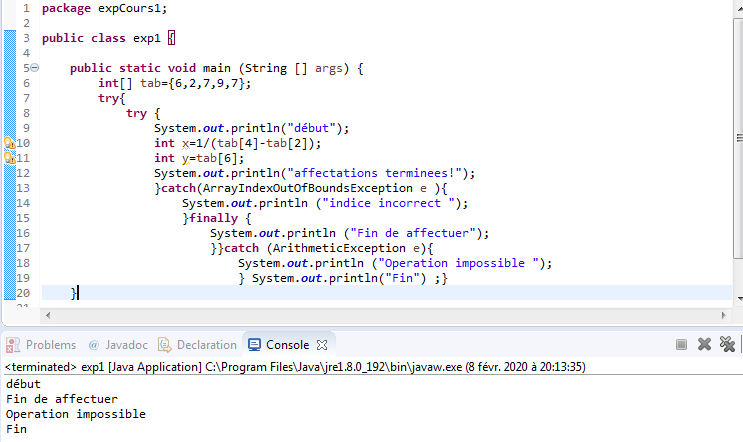 1 package expCours1;
2
3 public class exp1 {
4
5 public static void main (String [] args) {
6 int[] tab={6,2,7,9,7};
7 try{
8 try {
9 System.out.println("début");
10 int x=1/(tab[4]-tab[2]);
11 int y=tab[6];
12 System.out.println("affectations terminees!");
13 }catch(ArrayIndexOutOfBoundsException e ){
14 System.out.println ("indice incorrect ");
15 }finally {
16 System.out.println ("Fin de affectuer");
17 }}catch (ArithmeticException e){
18 System.out.println ("Operation impossible ");
19 } System.out.println("Fin") ;}
20 }
Problems @ Javadoc Declaration Console
<terminated> exp1 [Java Application] C:\Program Files\Java\jre1.8.0_192\bin\javaw.exe (8 févr. 2020 à 20:13:35)
début
Fin de affectuer
Operation impossible
Fin